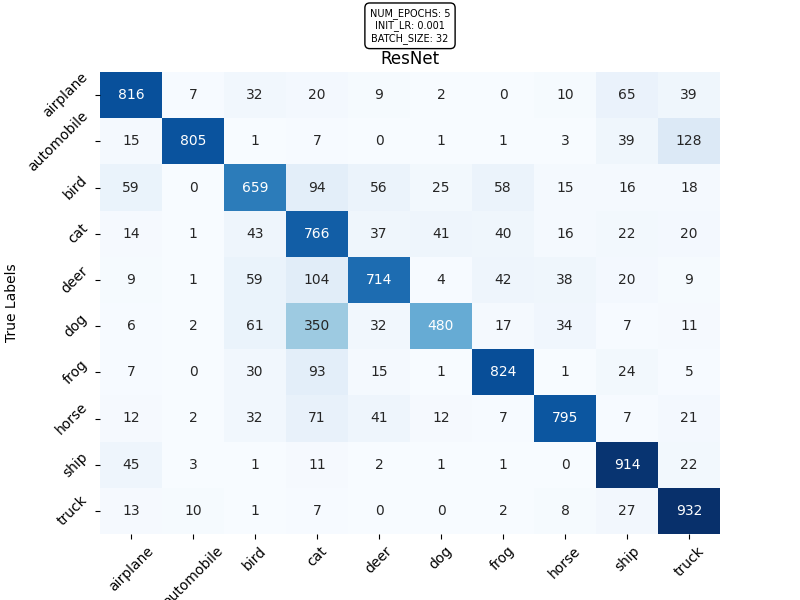 NUM_EPOCHS: 5
INIT_LR: 0.001
BATCH_SIZE: 32
ResNet
True Labels
airplane 816 7 32 20 9 2 0 10 65 39
automobile 15 805 1 7 0 1 1 3 39 128
bird 59 0 659 94 56 25 58 15 16 18
cat 14 1 43 766 37 41 40 16 22 20
deer 9 1 59 104 714 4 42 38 20 9
dog 6 2 61 350 32 480 17 34 7 11
frog 7 0 30 93 15 1 824 1 24 5
horse 12 2 32 71 41 12 7 795 7 21
ship 45 3 1 11 2 1 1 0 914 22
truck 13 10 1 7 0 0 2 8 27 932
airplane automobile bird cat deer dog frog horse ship truck